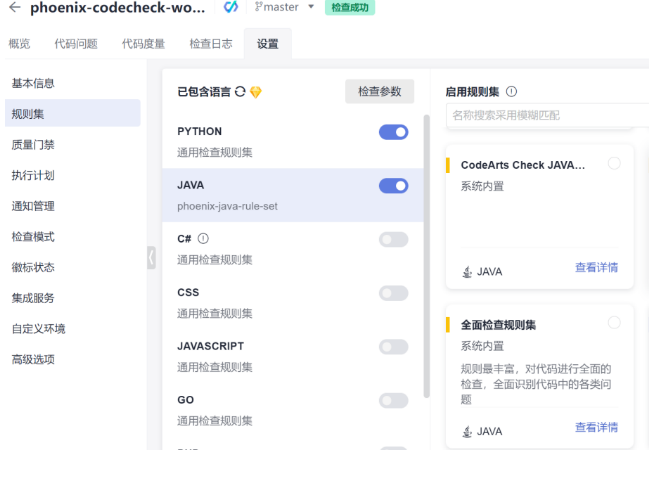 ← phoenix-codecheck-wo... master 检查成功
概览 代码问题 代码度量 检查日志 设置
基本信息
规则集
质量门禁
执行计划
通知管理
检查模式
徽标状态
集成服务
自定义环境
高级选项
已包含语言 检查参数
PYTHON
通用检查规则集
JAVA
phoenix-java-rule-set
C#
通用检查规则集
CSS
通用检查规则集
JAVASCRIPT
通用检查规则集
GO
通用检查规则集
启用规则集
名称搜索采用模糊匹配
CodeArts Check JAVA...
系统内置
JAVA 查看详情
全面检查规则集
系统内置
规则最丰富，对代码进行全面的
检查，全面识别代码中的各类问
题
JAVA 查看详情